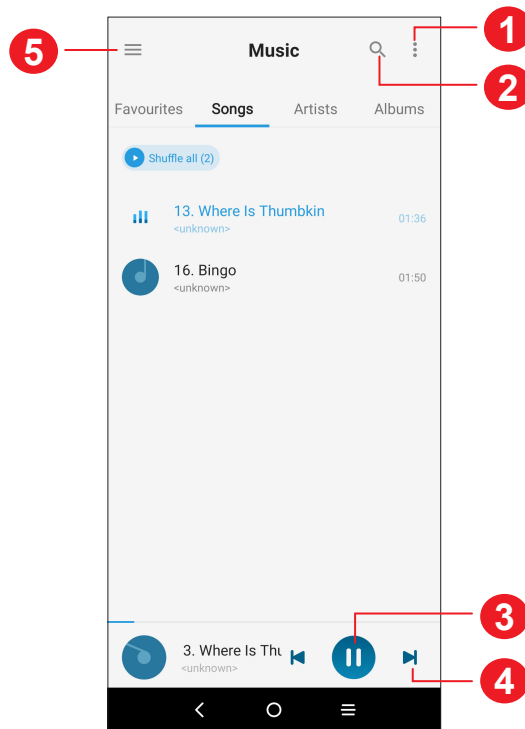 1
5
Music
2
Favourites Songs Artists Albums
Shuffle all (2)
13. Where Is Thumbkin
<unknown>
01:36
16. Bingo
<unknown>
01:50
3
3. Where Is Thu
<unknown>
4